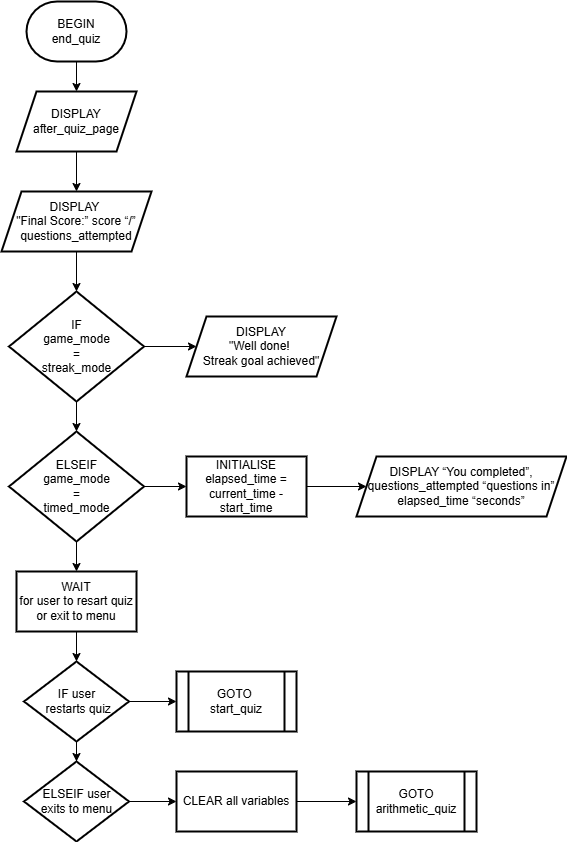 BEGIN
end_quiz
DISPLAY
after_quiz_page
DISPLAY
"Final Score:” score “/”
questions_attempted
IF
game_mode
=
streak_mode
DISPLAY
"Well done!
Streak goal achieved"
ELSEIF
game_mode
=
timed_mode
INITIALISE
elapsed_time =
current_time -
start_time
DISPLAY “You completed”,
questions_attempted “questions in”
elapsed_time “seconds”
WAIT
for user to resart quiz
or exit to menu
IF user
restarts quiz
GOTO
start_quiz
ELSEIF user
exits to menu
CLEAR all variables
GOTO
arithmetic_quiz